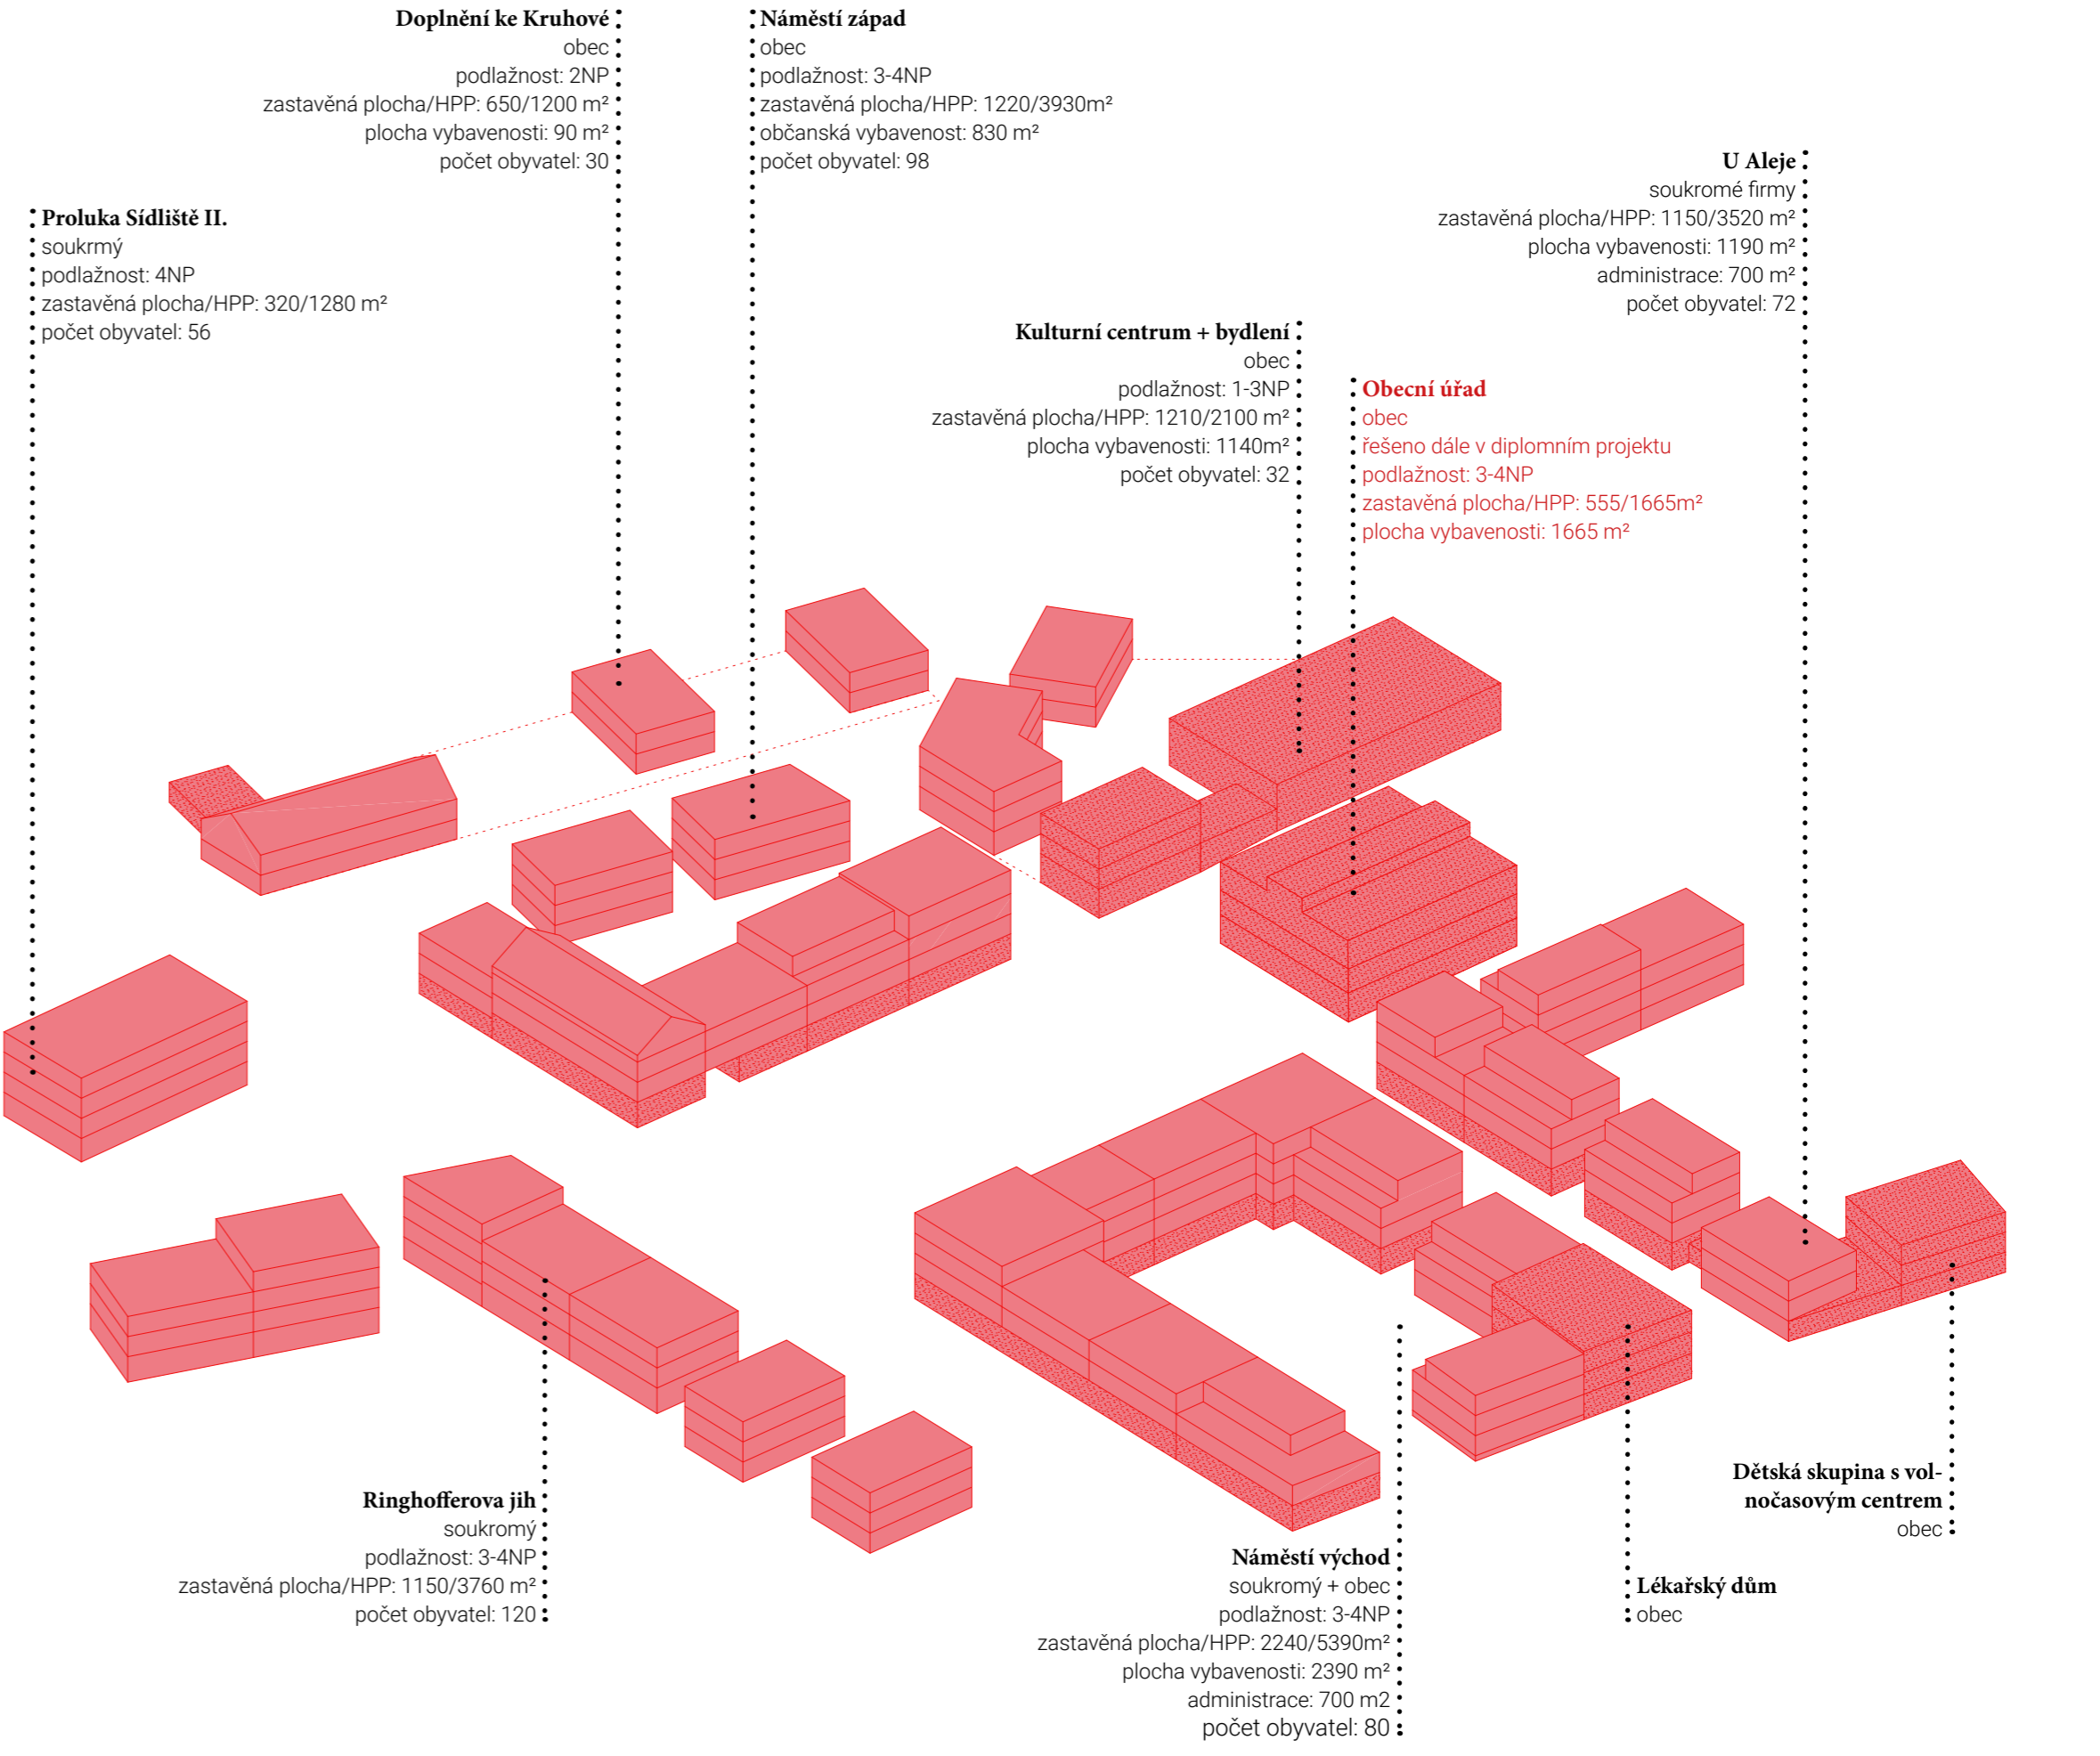 Doplnění ke Kruhové
obec
podlažnost: 2NP
zastavěná plocha/HPP: 650/1200 m²
plocha vybavenosti: 90 m²
počet obyvatel: 30
Náměstí západ
obec
podlažnost: 3-4NP
zastavěná plocha/HPP: 1220/3930m²
občanská vybavenost: 830 m²
počet obyvatel: 98
U Aleje
soukromé firmy
zastavěná plocha/HPP: 1150/3520 m²
plocha vybavenosti: 1190 m²
administrace: 700 m²
počet obyvatel: 72
Proluka Sídliště II.
soukrmý
podlažnost: 4NP
zastavěná plocha/HPP: 320/1280 m²
počet obyvatel: 56
Kulturní centrum + bydlení
obec
podlažnost: 1-3NP
zastavěná plocha/HPP: 1210/2100 m²
plocha vybavenosti: 1140m²
počet obyvatel: 32
Obecní úřad
obec
řešeno dále v diplomním projektu
podlažnost: 3-4NP
zastavěná plocha/HPP: 555/1665m²
plocha vybavenosti: 1665 m²
Ringhofferova jih
soukromý
podlažnost: 3-4NP
zastavěná plocha/HPP: 1150/3760 m²
počet obyvatel: 120
Náměstí východ
soukromý + obec
podlažnost: 3-4NP
zastavěná plocha/HPP: 2240/5390m²
plocha vybavenosti: 2390 m²
administrace: 700 m2
počet obyvatel: 80
Lékařský dům
obec
Dětská skupina s vol-
nočasovým centrem
obec